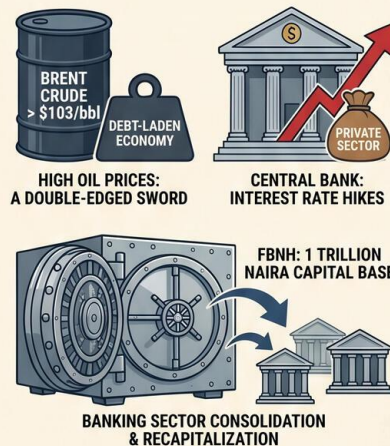 BRENT
CRUDE
> $103/bbl
DEBT-LADEN
ECONOMY
HIGH OIL PRICES:
A DOUBLE-EDGED SWORD
$
PRIVATE
SECTOR
CENTRAL BANK:
INTEREST RATE HIKES
FBNH: 1 TRILLION
NAIRA CAPITAL BASE
BANKING SECTOR CONSOLIDATION
& RECAPITALIZATION